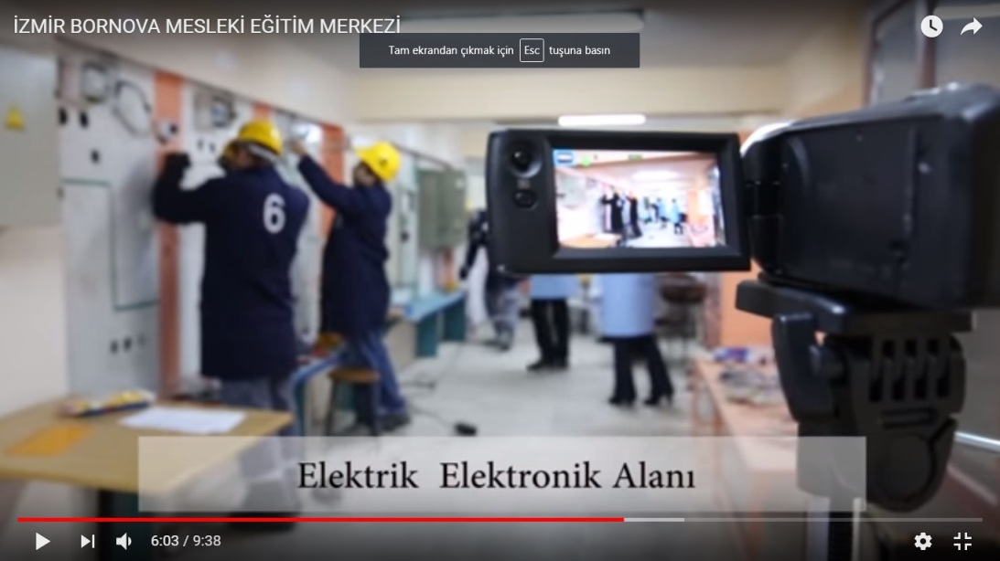 İZMİR BORNOVA MESLEKİ EĞİTİM MERKEZİ
Tam ekrandan çıkmak için Esc tuşuna basın
6
Elektrik Elektronik Alanı
6:03 / 9:38